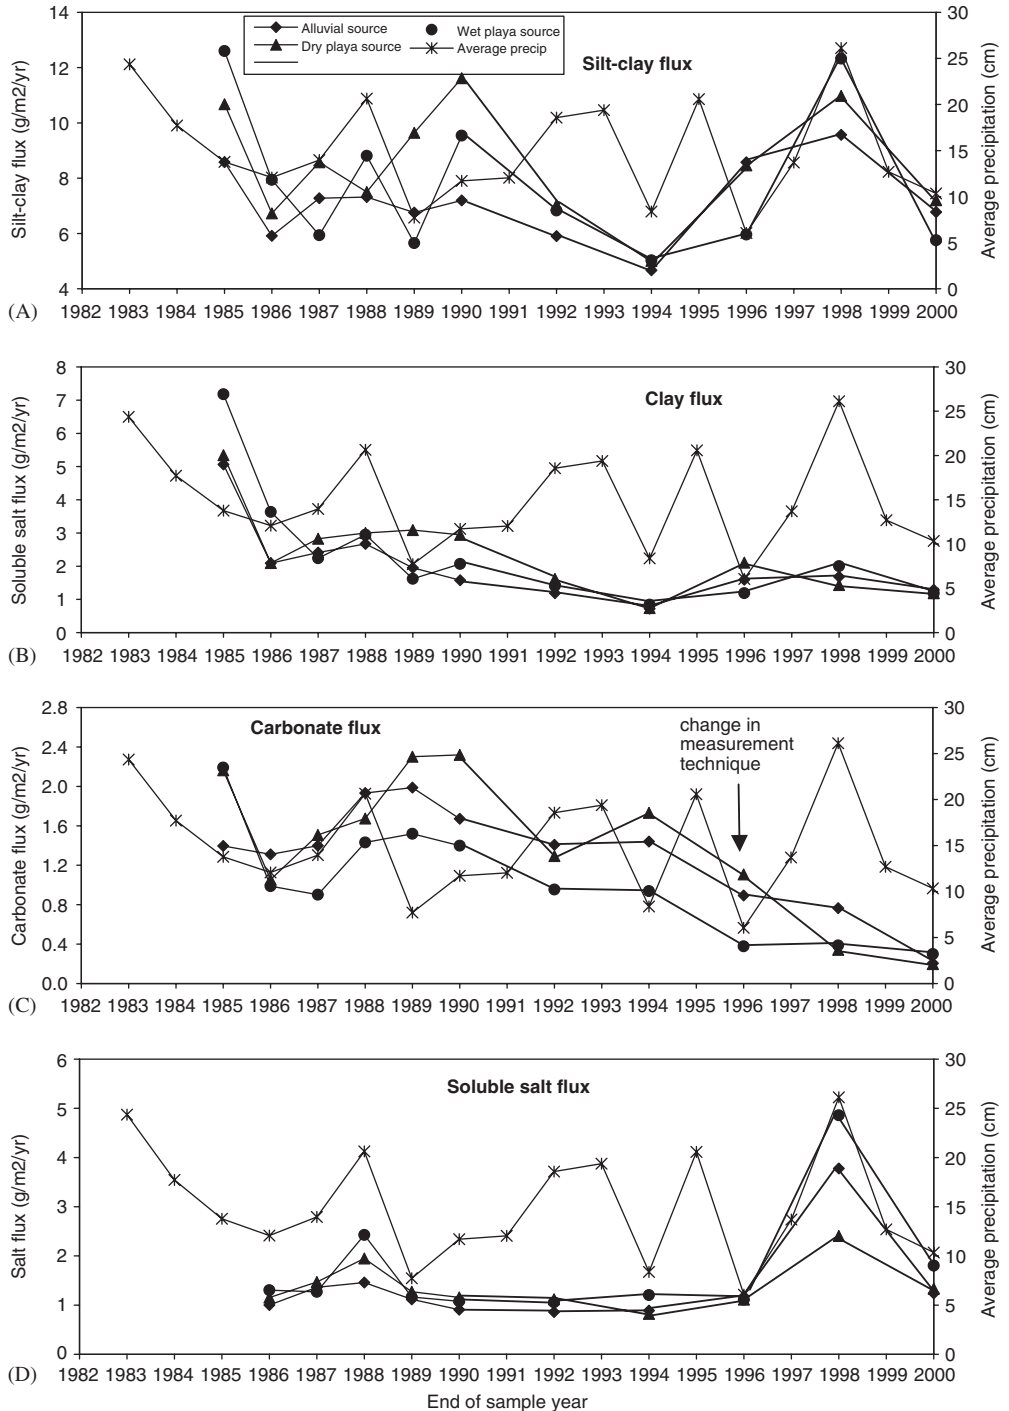 14
30
Alluvial source
Wet playa source
Dry playa source
Average precip
Silt-clay flux
12
25
10
20
15
8
10
6
5
4
0
Silt-clay flux (g/m2/yr)
Average precipitation (cm)
(A)
1982 1983 1984 1985 1986 1987 1988 1989 1990 1991 1992 1993 1994 1995 1996 1997 1998 1999 2000
8
30
Clay flux
7
25
6
20
5
4
15
3
10
2
5
1
0
0
Soluble salt flux (g/m2/yr)
Average precipitation (cm)
(B)
1982 1983 1984 1985 1986 1987 1988 1989 1990 1991 1992 1993 1994 1995 1996 1997 1998 1999 2000
2.8
30
Carbonate flux
change in
measurement
technique
2.4
25
2.0
20
1.6
15
1.2
10
0.8
5
0.4
0.0
0
Carbonate flux (g/m2/yr)
Average precipitation (cm)
(C)
1982 1983 1984 1985 1986 1987 1988 1989 1990 1991 1992 1993 1994 1995 1996 1997 1998 1999 2000
6
30
Soluble salt flux
5
25
4
20
3
15
2
10
1
5
0
0
Salt flux (g/m2/yr)
Average precipitation (cm)
(D)
1982 1983 1984 1985 1986 1987 1988 1989 1990 1991 1992 1993 1994 1995 1996 1997 1998 1999 2000
End of sample year